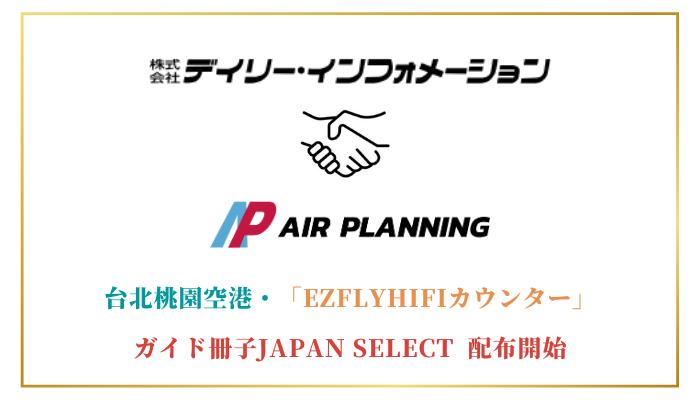 株式会社デイリー・インフォメーション
AP AIR PLANNING
台北桃園空港・「EZFLYHIFIカウンター」
ガイド冊子JAPAN SELECT 配布開始